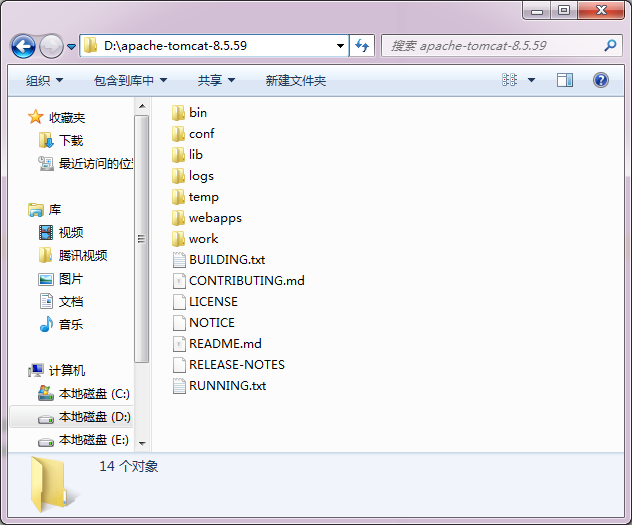 D:\apache-tomcat-8.5.59
搜索 apache-tomcat-8.5.59
组织 包含到库中 共享 新建文件夹
收藏夹
下载
最近访问的位
库
视频
腾讯视频
图片
文档
音乐
计算机
本地磁盘 (C:)
本地磁盘 (D:)
本地磁盘 (E:)
bin
conf
lib
logs
temp
webapps
work
BUILDING.txt
CONTRIBUTING.md
LICENSE
NOTICE
README.md
RELEASE-NOTES
RUNNING.txt
14 个对象